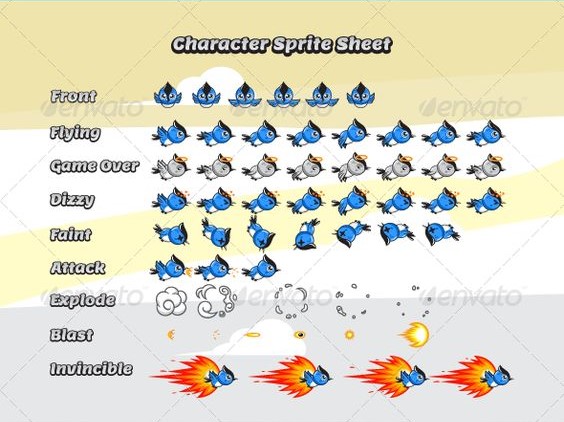 Character Sprite Sheet
Front
Flying
Game Over
Dizzy
Faint
Attack
Explode
Blast
Invincible
envato
envato
envato
envato
envato
envato